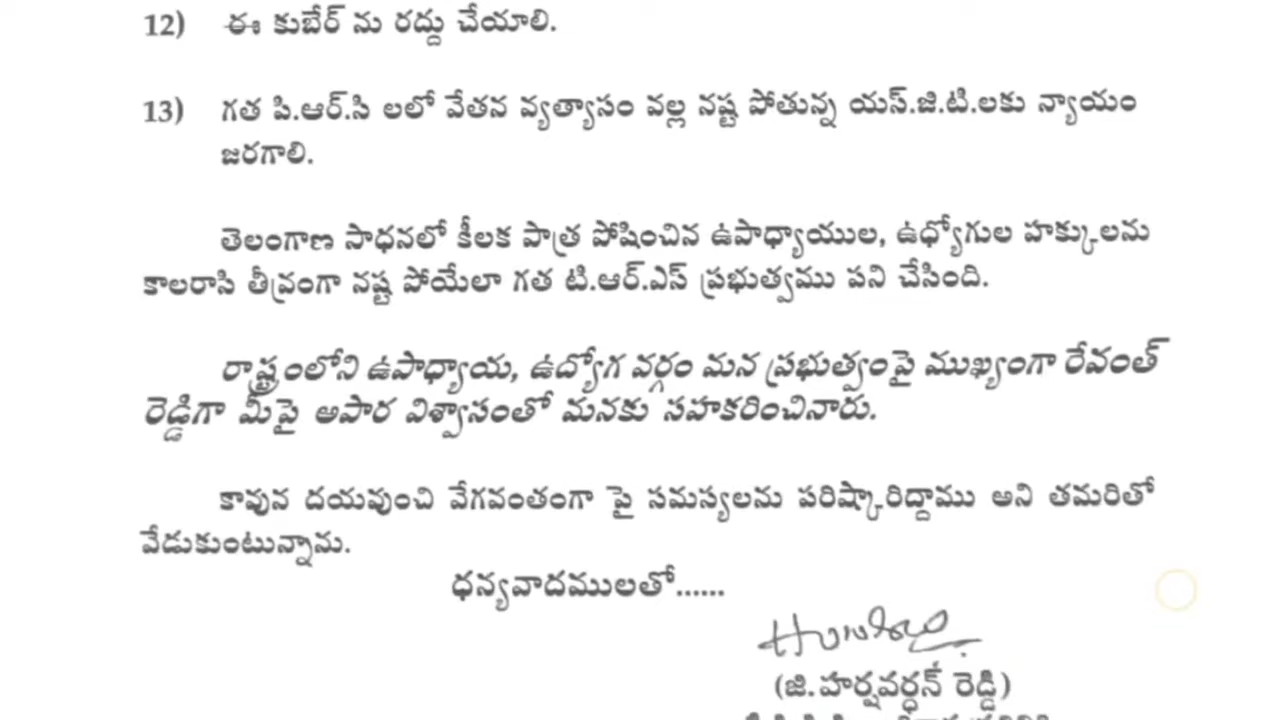 12) ఈ కుబేర్ ను రద్దు చేయాలి.
13) గత పి.ఆర్.సి లలో వేతన వ్యత్యాసం వల్ల నష్ట పోతున్న యస్.జి.టి.లకు న్యాయం
జరగాలి.
తెలంగాణ సాధనలో కీలక పాత్ర పోషించిన ఉపాధ్యాయుల, ఉధ్యోగుల హక్కులను
కాలరాసి తీవ్రంగా నష్ట పోయేలా గత టి.ఆర్.ఎస్ ప్రభుత్వము పని చేసింది.
రాష్ట్రంలోని ఉపాధ్యాయ, ఉద్యోగ వర్గం మన ప్రభుత్వంపై ముఖ్యంగా రేవంత్
రెడ్డిగా మీపై అపార విశ్వాసంతో మనకు సహకరించినారు.
కావున దయవుంచి వేగవంతంగా పై సమస్యలను పరిష్కారిద్దాము అని తమరితో
వేడుకుంటున్నాను.
ధన్యవాదములతో......
(జి.హర్షవర్ధన్ రెడ్డి)